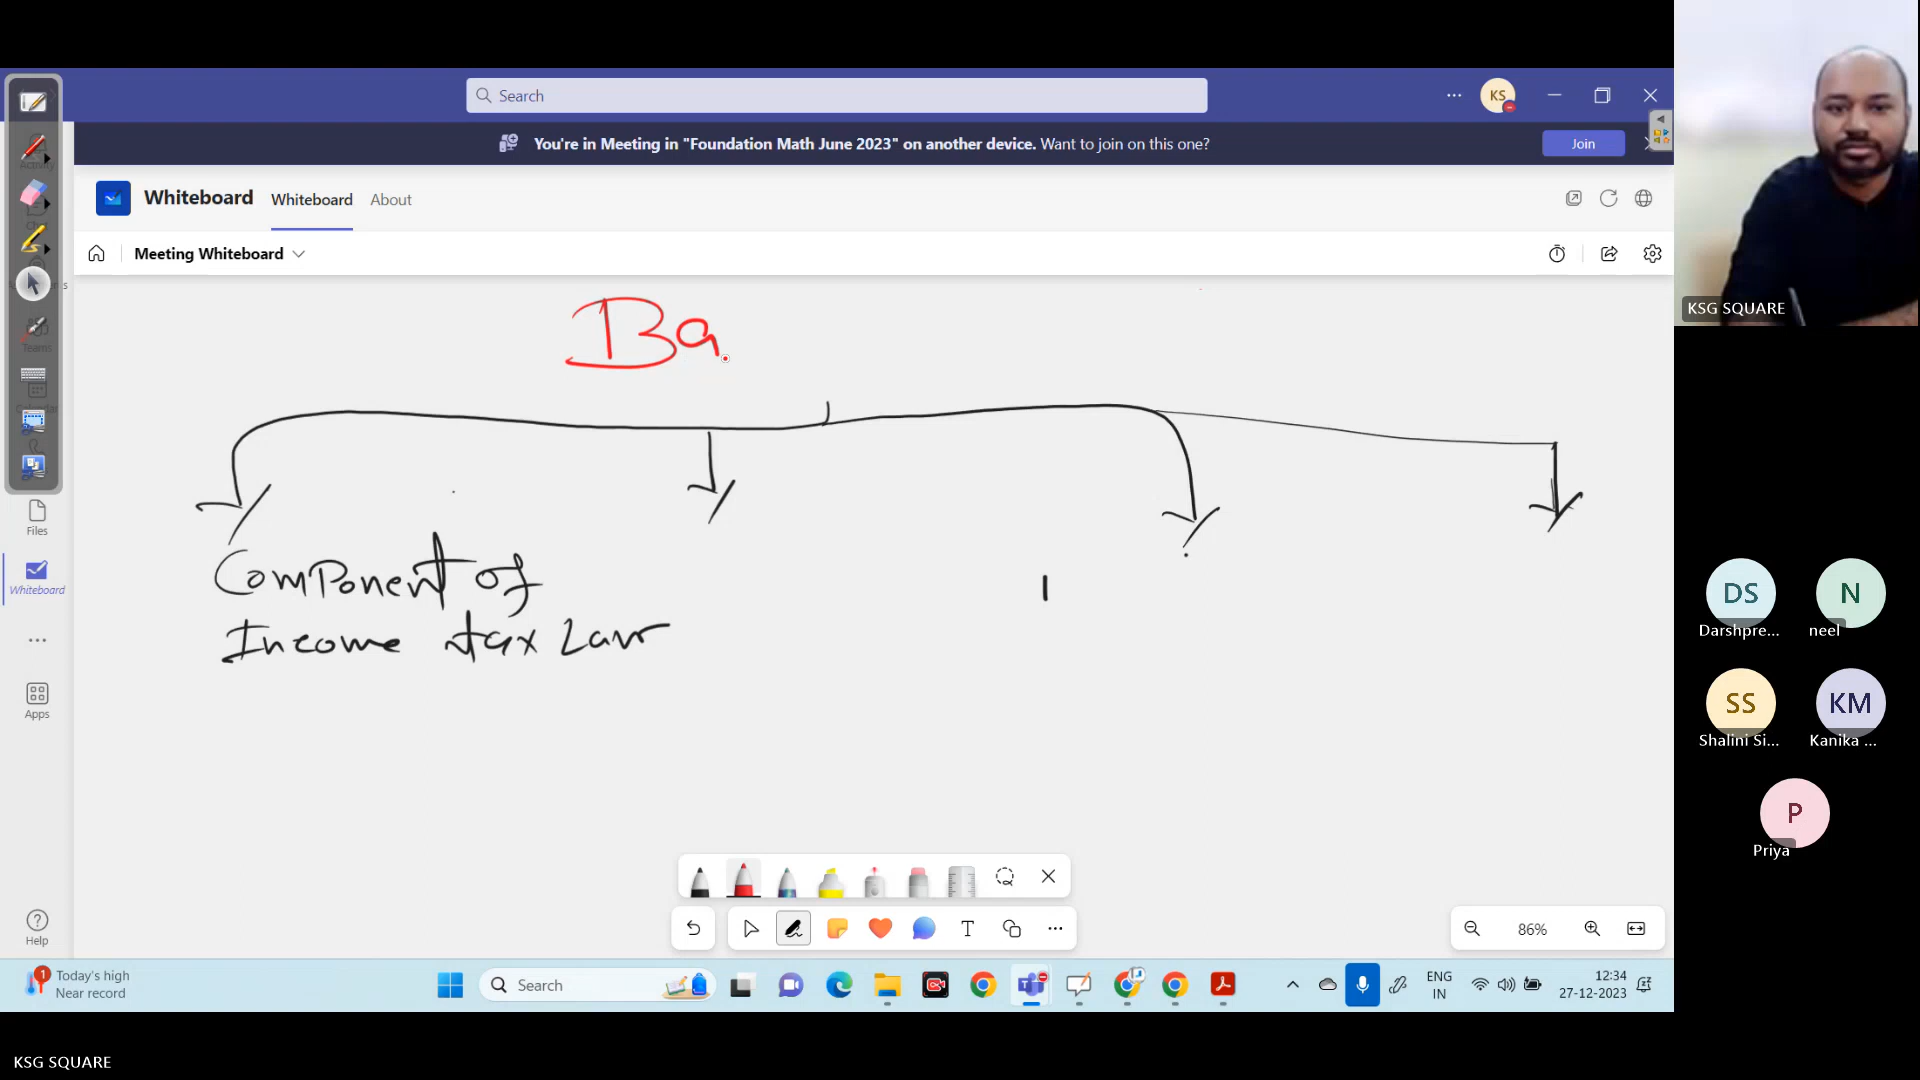 Search
KS
You're in Meeting in "Foundation Math June 2023" on another device. Want to join on this one?
Join
Whiteboard
Whiteboard
About
Meeting Whiteboard
KSG SQUARE
Ba
Component of
Income tax Law
Teams
Files
Whiteboard
Apps
Help
DS
Darshpre...
N
neel
SS
Shalini Si...
KM
Kanika ...
P
Priya
T
86%
1
Today's high
Near record
Search
ENG
IN
12:34
27-12-2023
KSG SQUARE